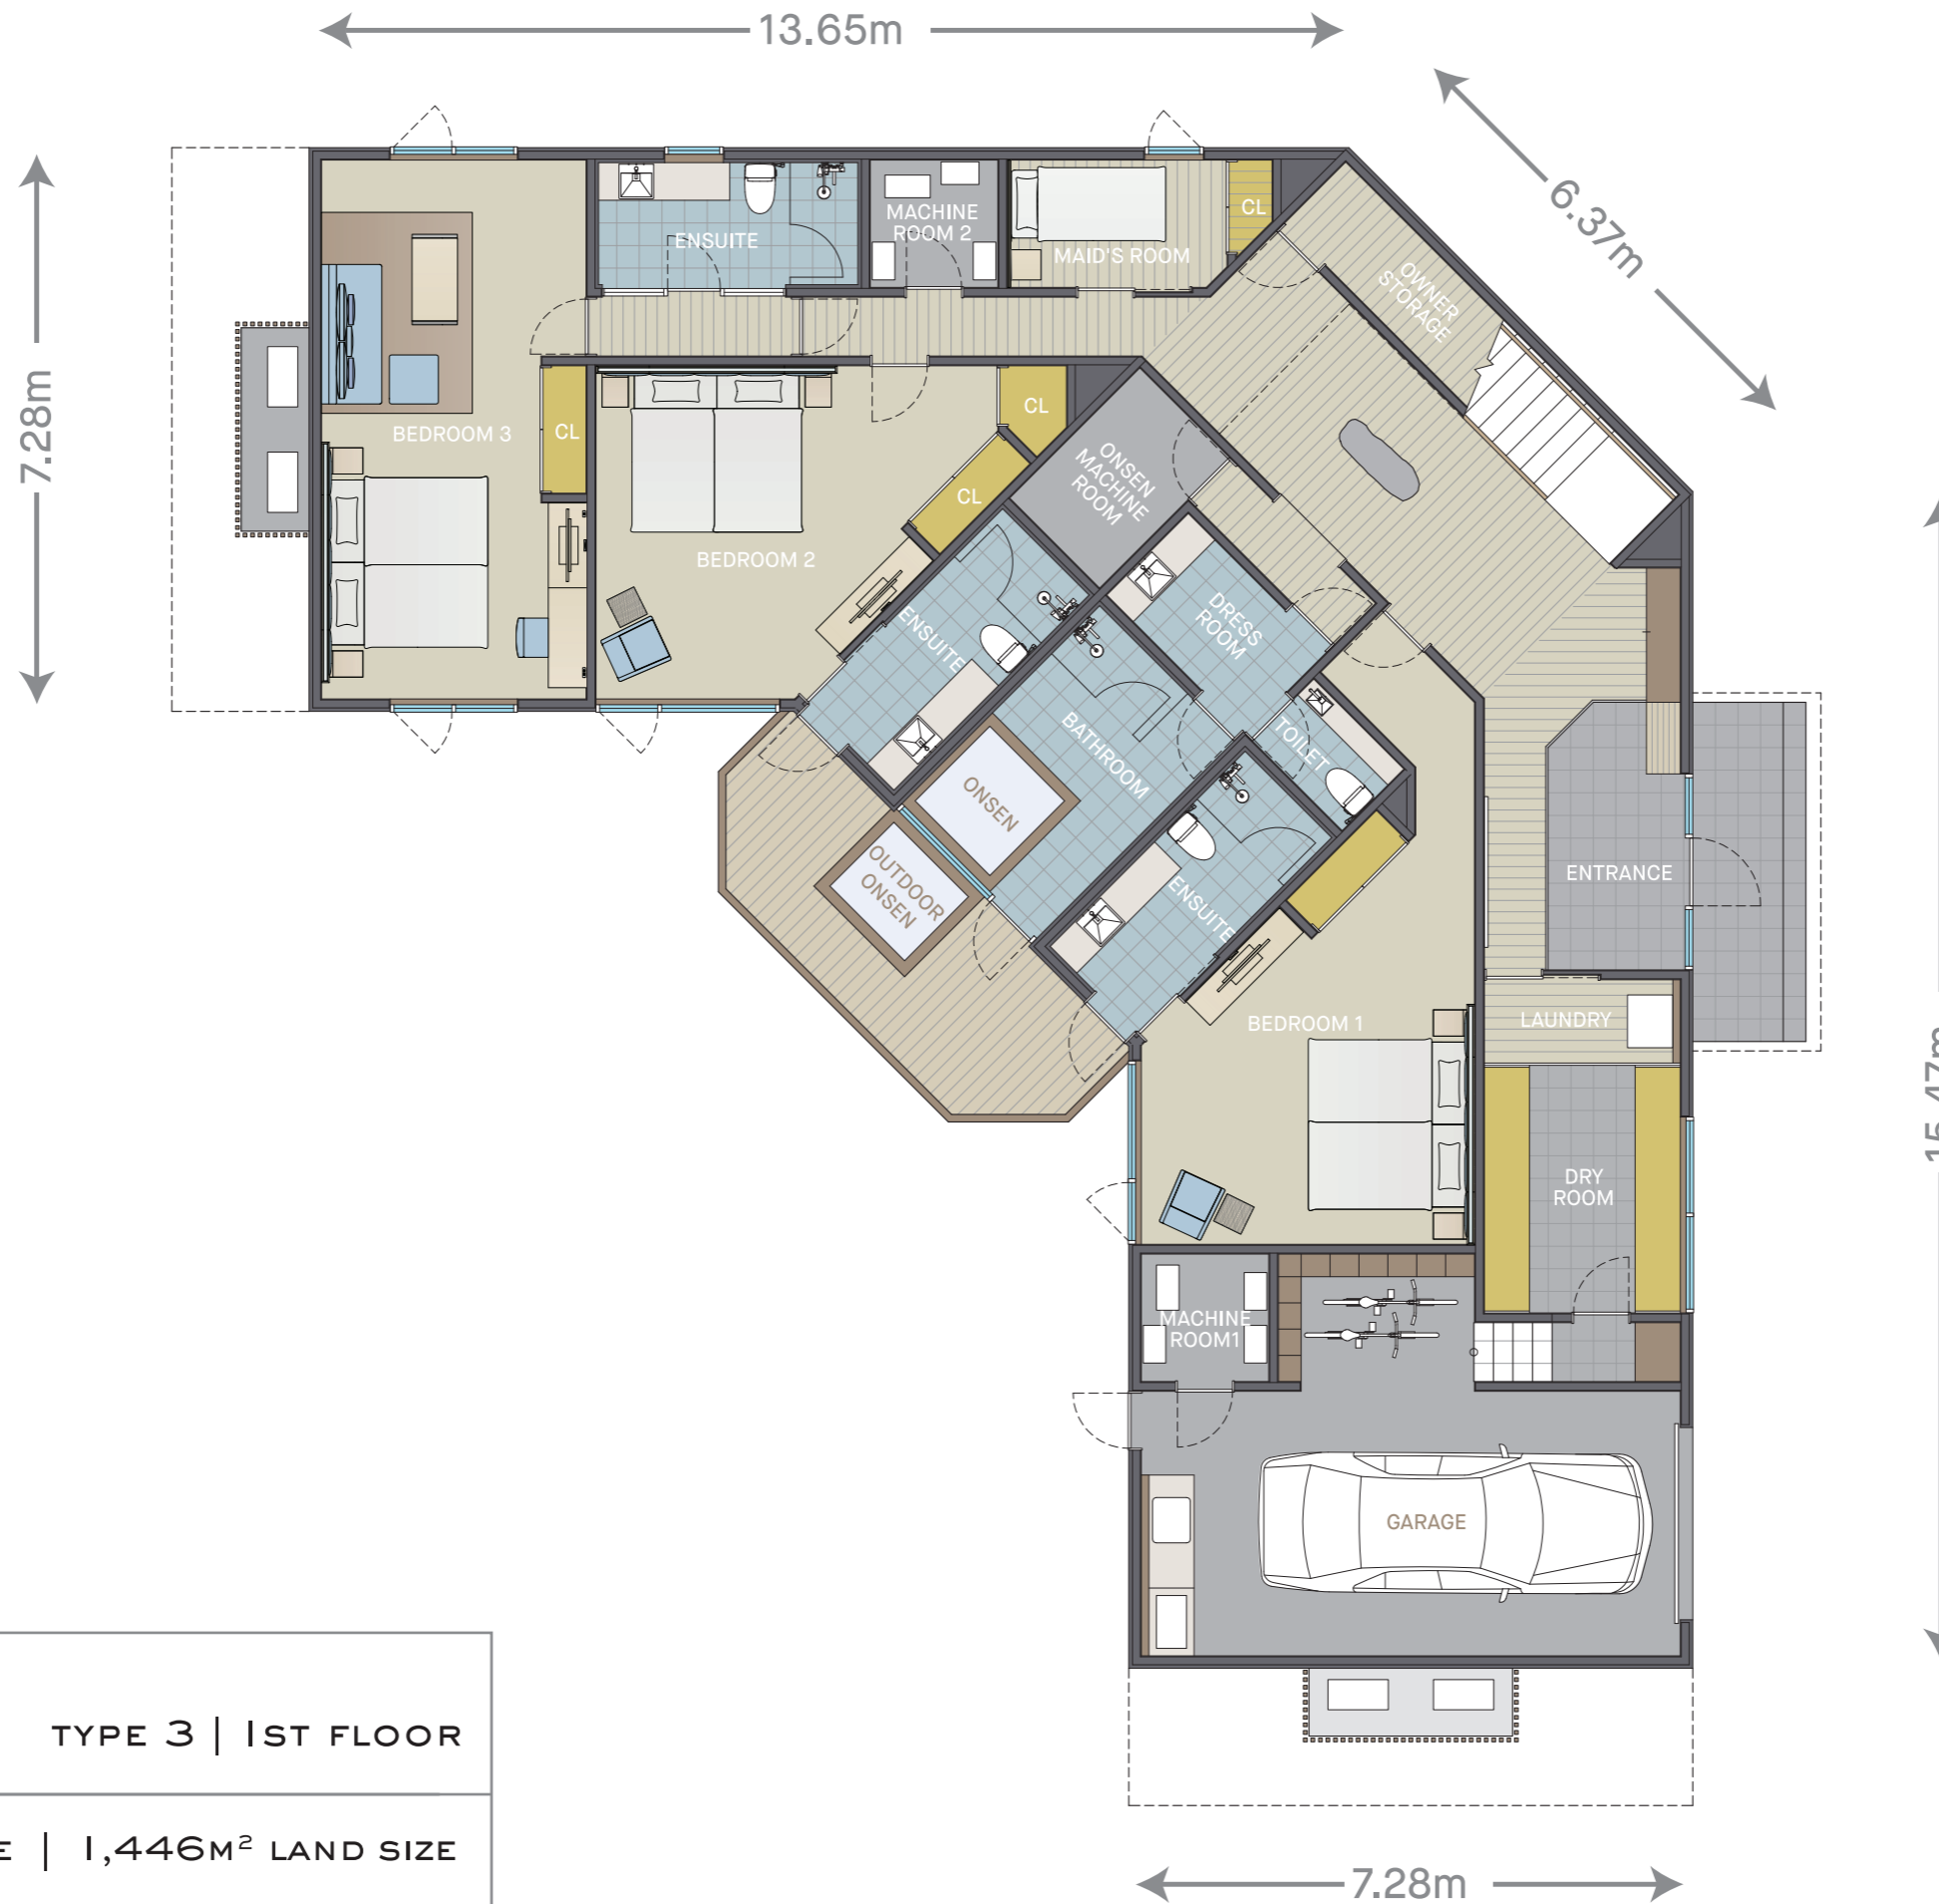 13.65m
6.37m
7.28m
ENSUITE
MACHINE
ROOM 2
MAID'S ROOM
CL
OWNER
STORAGE
BEDROOM 3
CL
CL
CL
ONSEN
MACHINE
ROOM
BEDROOM 2
ENSUITE
DRESS
ROOM
BATHROOM
TOILET
ONSEN
OUTDOOR
ONSEN
ENSUITE
ENTRANCE
BEDROOM 1
LAUNDRY
15.47m
DRY
ROOM
MACHINE
ROOM1
GARAGE
TYPE 3 | 1ST FLOOR
E | 1,446M² LAND SIZE
7.28m